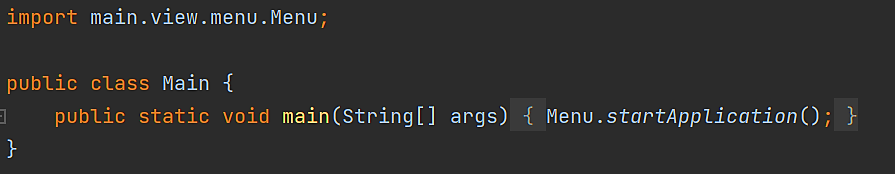 import main.view.menu.Menu;
public class Main {
public static void main(String[] args) { Menu.startApplication(); }
}